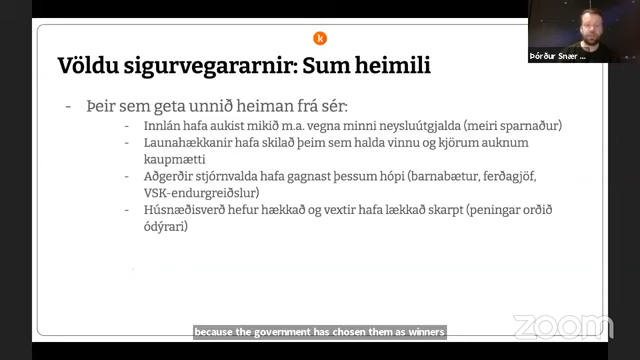 k
Þórður Snær ...
Völdu sigurvegararnir: Sum heimili
- Þeir sem geta unnið heiman frá sér:
- Innlán hafa aukist mikið m.a. vegna minni neysluútgjalda (meiri sparnaður)
- Launahækkanir hafa skilað þeim sem halda vinnu og kjörum auknum
kaupmætti
- Aðgerðir stjórnvalda hafa gagnast þessum hópi (barnabætur, ferðagjöf,
VSK-endurgreiðslur)
- Húsnæðisverð hefur hækkað og vextir hafa lækkað skarpt (peningar orðið
ódýrari)
because the government has chosen them as winners
zoom